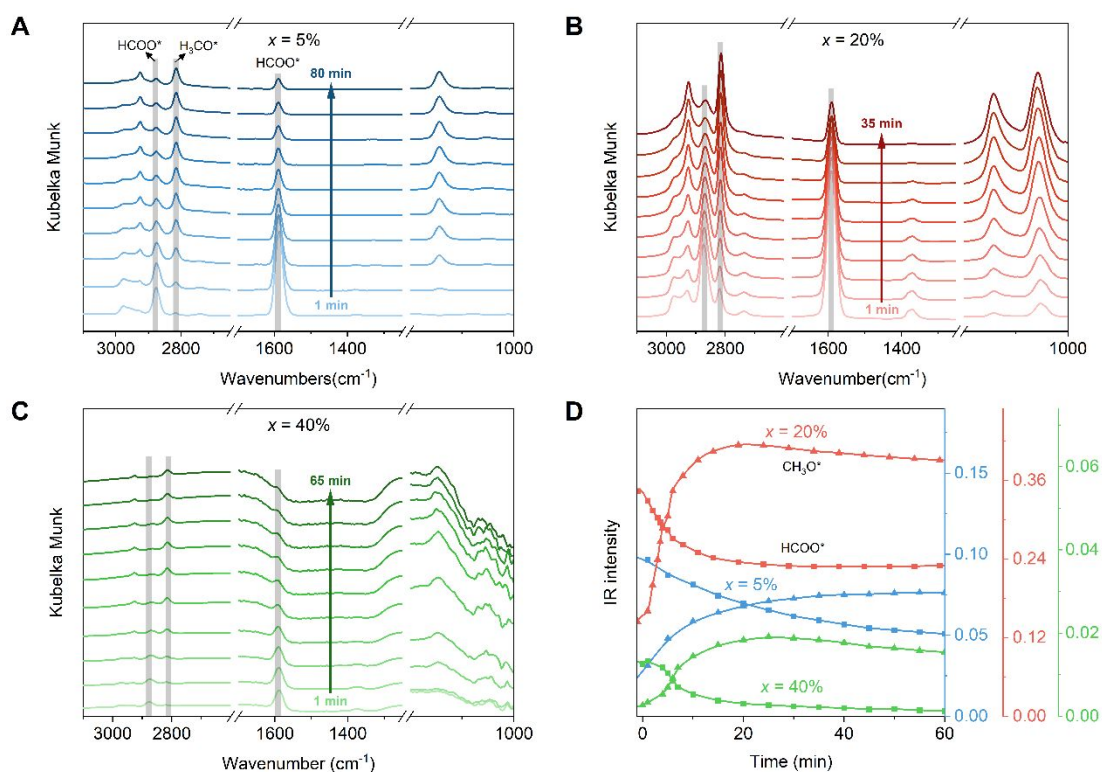 A
x = 5%
HCOO*
H₃CO*
HCOO*
80 min
1 min
Kubelka Munk
3000 2800 1600 1400 1000
Wavenumbers(cm⁻¹)
B
x = 20%
35 min
1 min
Kubelka Munk
3000 2800 1600 1400 1000
Wavenumber(cm⁻¹)
C
x = 40%
65 min
1 min
Kubelka Munk
3000 2800 1600 1400 1000
Wavenumber (cm⁻¹)
D
x = 20%
CH₃O*
HCOO*
x = 5%
x = 40%
IR intensity
0 20 40 60
Time (min)
0.15
0.10
0.05
0.00
0.36
0.24
0.12
0.00
0.06
0.04
0.02
0.00